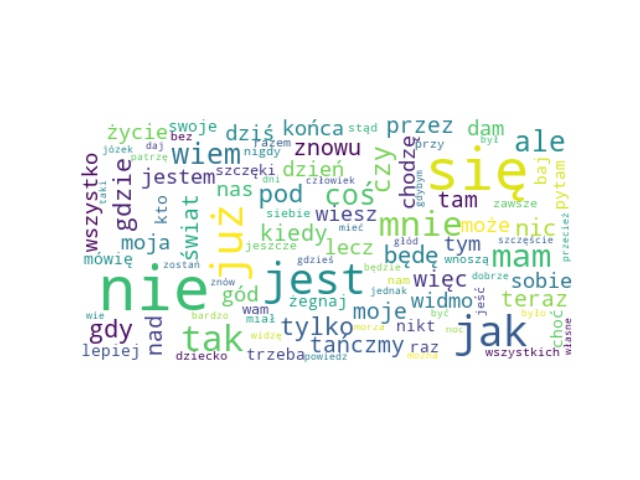 życie swoje bez dziś końca stąd przez dam
józek daj patrzę wiem nigdy razem znowu przy był ale
wszystko gdzie jestem szczęki dzień czy chodzę się baj pytam
taki kto nas dni człowiek pod coś gdybym tam zawsze
świat już siebie wiesz mnie może nic przecież
moja kiedy mieć tym szczęście
mówię jeszcze lecz głód będę mam
zostań gdzieś będzie nam dobrze
nie znów gód jest jednak więc sobie
żegnaj moje widmo jeść teraz
wie bardzo wam miał być było choć
gdy nad tak widzę tylko morza nikt noc jak
lepiej tańczmy raz własne
dziecko trzeba powiedz można wszystkich